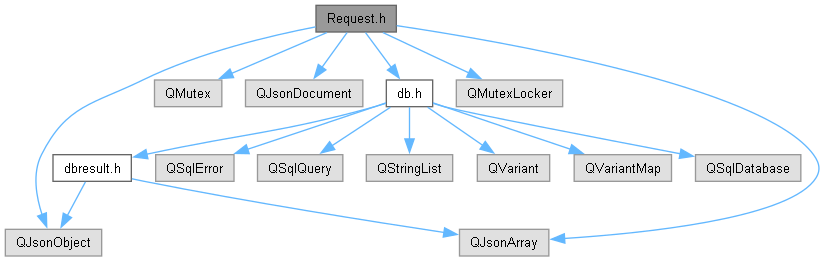 Request.h
QMutex
QJsonDocument
db.h
QMutexLocker
dbresult.h
QSqlError
QSqlQuery
QStringList
QVariant
QVariantMap
QSqlDatabase
QJsonObject
QJsonArray